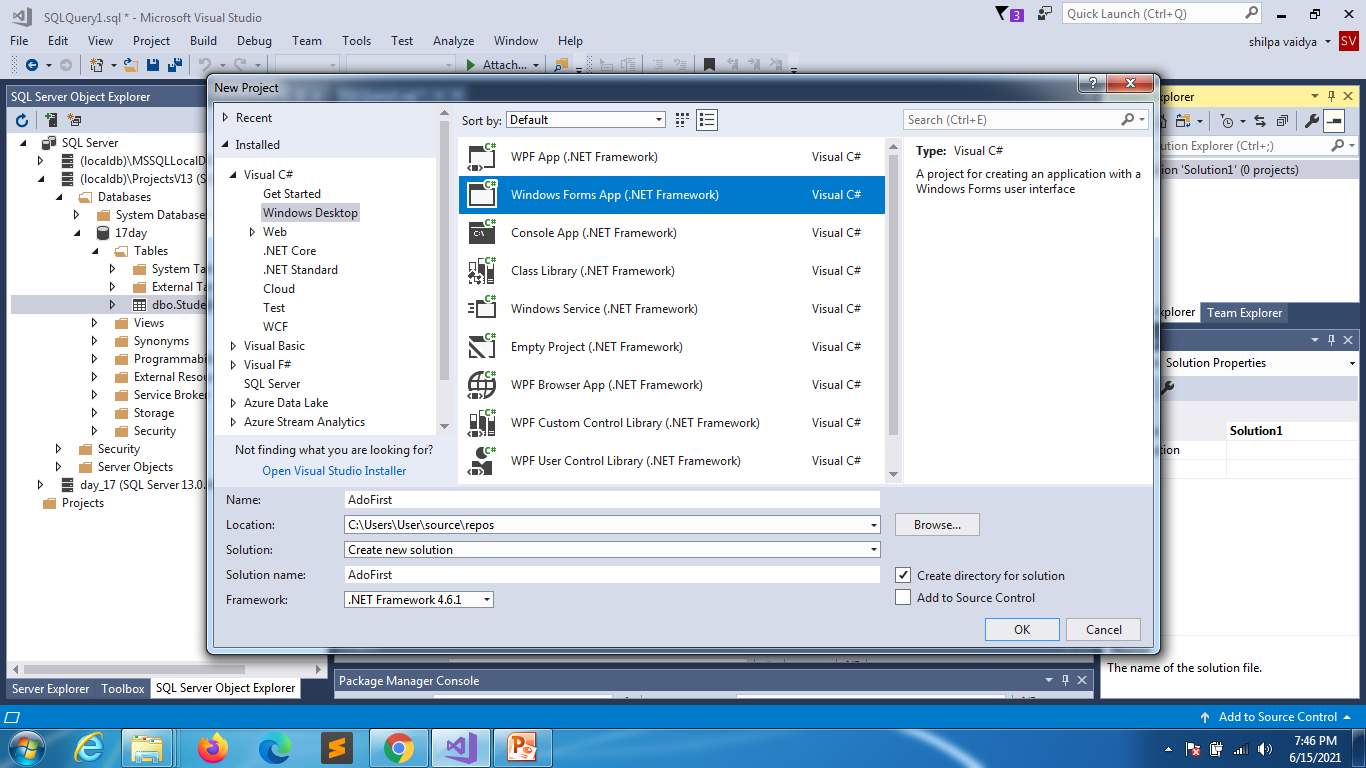 SQLQuery1.sql * - Microsoft Visual Studio
3
Quick Launch (Ctrl+Q)
File Edit View Project Build Debug Team Tools Test Analyze Window Help
shilpa vaidya
SV
Attach...
SQL Server Object Explorer
SQL Server
(localdb)\MSSQLLocalD
(localdb)\ProjectsV13 (S
Databases
System Database
17day
Tables
System Ta
External Ta
dbo.Stude
Views
Synonyms
Programmabi
External Resou
Service Broker
Storage
Security
Security
Server Objects
day_17 (SQL Server 13.0.
Projects
Server Explorer Toolbox SQL Server Object Explorer
New Project
?
Recent
Installed
Visual C#
Get Started
Windows Desktop
Web
.NET Core
.NET Standard
Cloud
Test
WCF
Visual Basic
Visual F#
SQL Server
Azure Data Lake
Azure Stream Analytics
Not finding what you are looking for?
Open Visual Studio Installer
Sort by: Default
Search (Ctrl+E)
WPF App (.NET Framework) Visual C#
Windows Forms App (.NET Framework) Visual C#
Console App (.NET Framework) Visual C#
Class Library (.NET Framework) Visual C#
Windows Service (.NET Framework) Visual C#
Empty Project (.NET Framework) Visual C#
WPF Browser App (.NET Framework) Visual C#
WPF Custom Control Library (.NET Framework) Visual C#
WPF User Control Library (.NET Framework) Visual C#
Type: Visual C#
A project for creating an application with a
Windows Forms user interface
Name: AdoFirst
Location: C:\Users\User\source\repos
Browse...
Solution: Create new solution
Solution name: AdoFirst
Create directory for solution
Framework: .NET Framework 4.6.1
Add to Source Control
OK Cancel
xplorer
ution Explorer (Ctrl+;)
ion 'Solution1' (0 projects)
xplorer Team Explorer
Solution Properties
Solution1
tion
The name of the solution file.
Package Manager Console
Add to Source Control
7:46 PM
6/15/2021